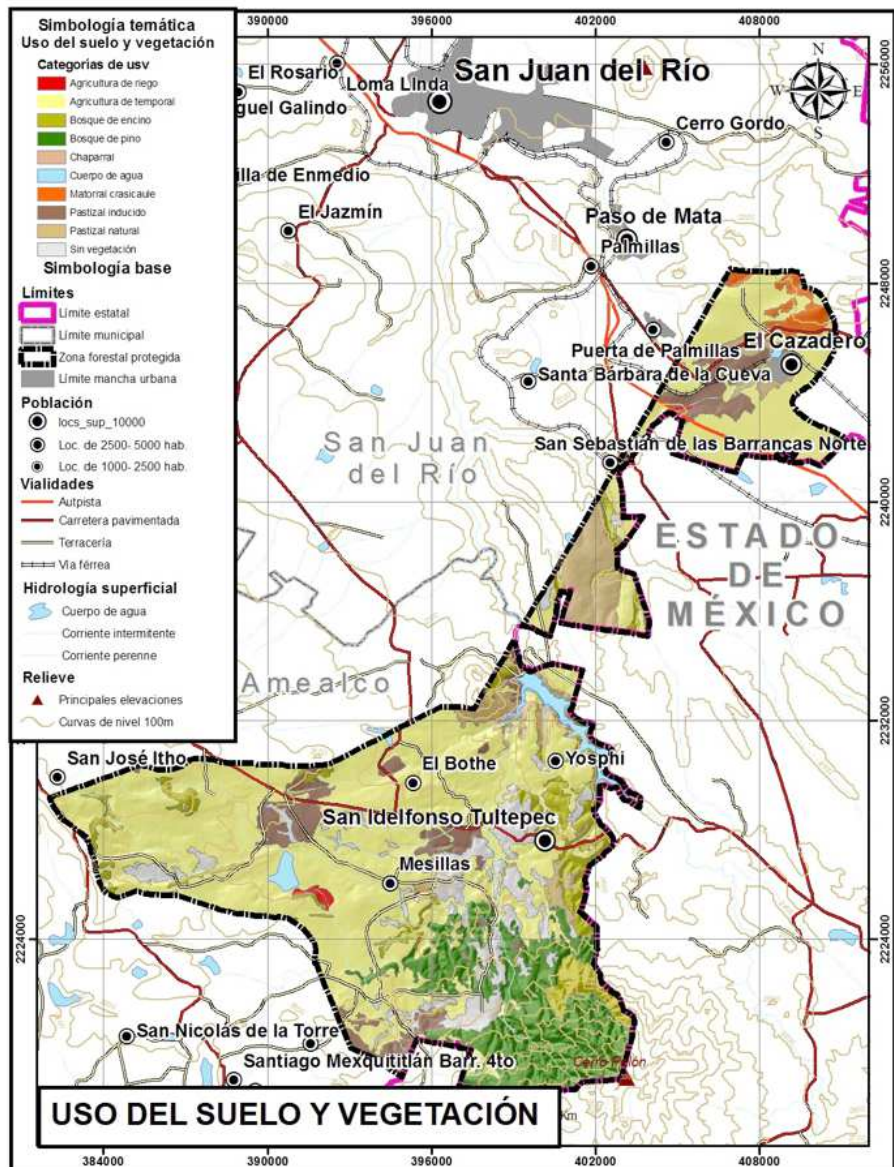 Simbología temática
Uso del suelo y vegetación
Categorías de usv
Agricultura de riego
Agricultura de temporal
Bosque de encino
Bosque de pino
Chaparral
Cuerpo de agua
Matorral crasicaule
Pastizal inducido
Pastizal natural
Sin vegetación
Simbología base
Límites
Límite estatal
Límite municipal
Zona forestal protegida
Límite mancha urbana
Población
locs_sup_10000
Loc. de 2500- 5000 hab.
Loc. de 1000- 2500 hab.
Vialidades
Autpista
Carretera pavimentada
Terracería
Vía férrea
Hidrología superficial
Cuerpo de agua
Corriente intermitente
Corriente perenne
Relieve
Principales elevaciones
Curvas de nivel 100m
390000 396000 402000 408000
2256000
2248000
2240000
2232000
2224000
N
W E
S
El Rosario
Loma Linda
San Juan del Río
guel Galindo
Cerro Gordo
illa de Enmedio
El Jazmín
Paso de Mata
Palmillas
Puerta de Palmillas
El Cazadero
Santa Bárbara de la Cueva
San Juan
del Río
San Sebastián de las Barrancas Norte
ESTADO
DE
MÉXICO
Amealco
San José Itho
El Bothe
Yosphi
San Idelfonso Tultepec
Mesillas
2224000
San Nicolás de la Torre
Santiago Mexquititlán Barr. 4to
USO DEL SUELO Y VEGETACIÓN
Km
384000 390000 396000 402000 408000